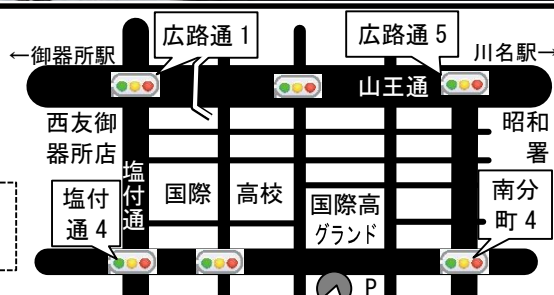 広路通1
広路通5
←御器所駅
川名駅→
山王通
西友御
器所店
昭和
署
塩付通
国際
高校
国際高
グランド
塩付
通4
南分
町4
P